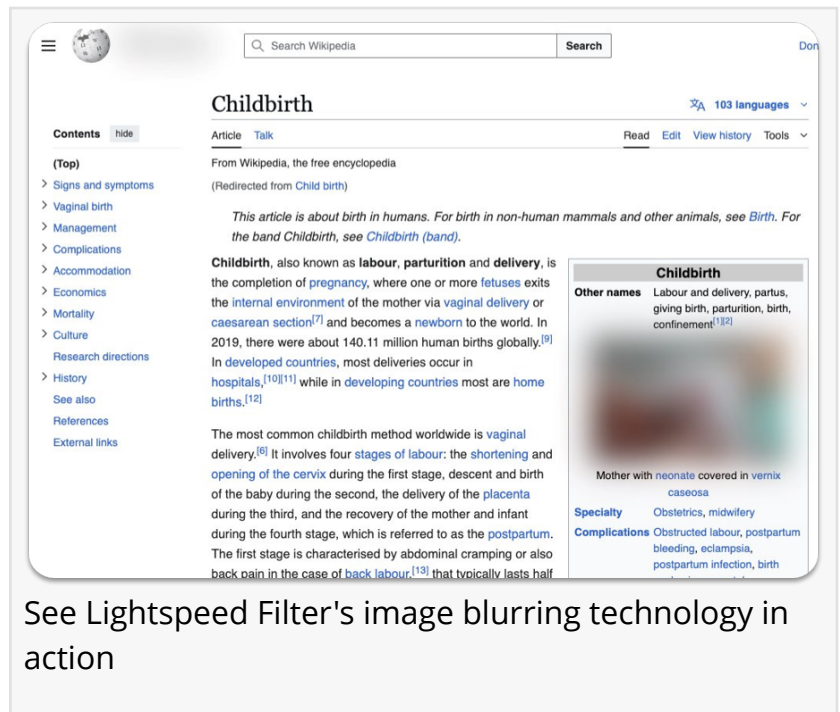 Search Wikipedia
Search
Don
Childbirth
103 languages
Contents hide
Article Talk
Read Edit View history Tools
(Top)
Signs and symptoms
Vaginal birth
Management
Complications
Accommodation
Economics
Mortality
Culture
Research directions
History
See also
References
External links
From Wikipedia, the free encyclopedia
(Redirected from Child birth)
This article is about birth in humans. For birth in non-human mammals and other animals, see Birth. For
the band Childbirth, see Childbirth (band).
Childbirth, also known as labour, parturition and delivery, is
the completion of pregnancy, where one or more fetuses exits
the internal environment of the mother via vaginal delivery or
caesarean section[7] and becomes a newborn to the world. In
2019, there were about 140.11 million human births globally.[9]
In developed countries, most deliveries occur in
hospitals,[10][11] while in developing countries most are home
births.[12]
The most common childbirth method worldwide is vaginal
delivery.[6] It involves four stages of labour: the shortening and
opening of the cervix during the first stage, descent and birth
of the baby during the second, the delivery of the placenta
during the third, and the recovery of the mother and infant
during the fourth stage, which is referred to as the postpartum.
The first stage is characterised by abdominal cramping or also
back pain in the case of back labour,[13] that typically lasts half
Childbirth
Other names Labour and delivery, partus,
giving birth, parturition, birth,
confinement[1][2]
Mother with neonate covered in vernix
caseosa
Specialty Obstetrics, midwifery
Complications Obstructed labour, postpartum
bleeding, eclampsia,
postpartum infection, birth
See Lightspeed Filter's image blurring technology in
action